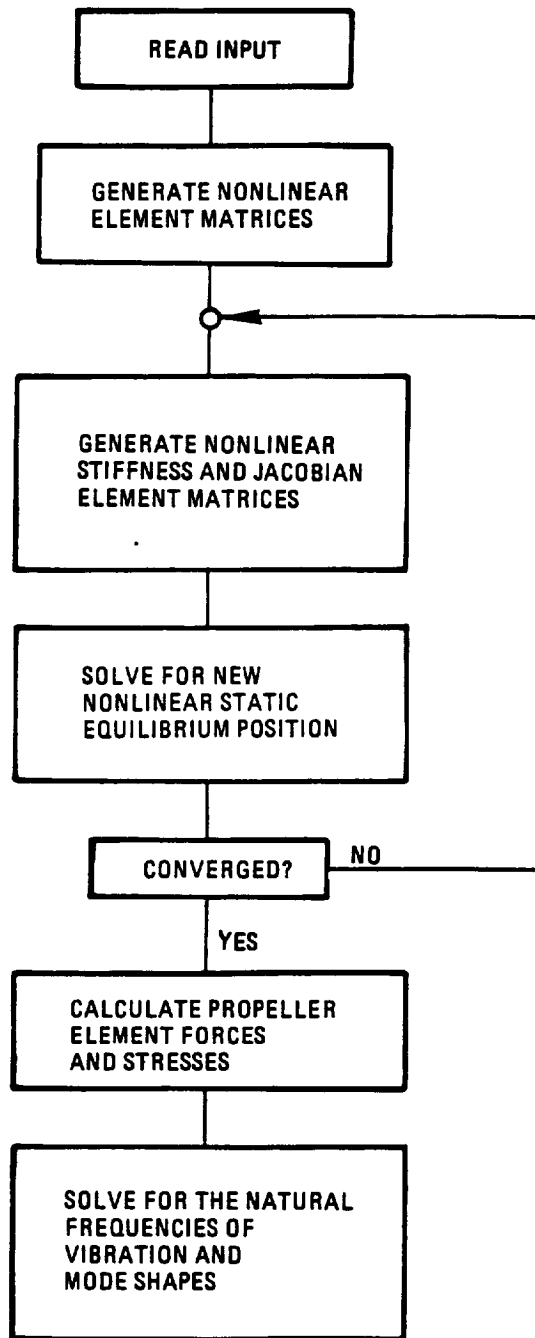 READ INPUT
GENERATE NONLINEAR
ELEMENT MATRICES
GENERATE NONLINEAR
STIFFNESS AND JACOBIAN
ELEMENT MATRICES
SOLVE FOR NEW
NONLINEAR STATIC
EQUILIBRIUM POSITION
CONVERGED?
NO
YES
CALCULATE PROPELLER
ELEMENT FORCES
AND STRESSES
SOLVE FOR THE NATURAL
FREQUENCIES OF
VIBRATION AND
MODE SHAPES